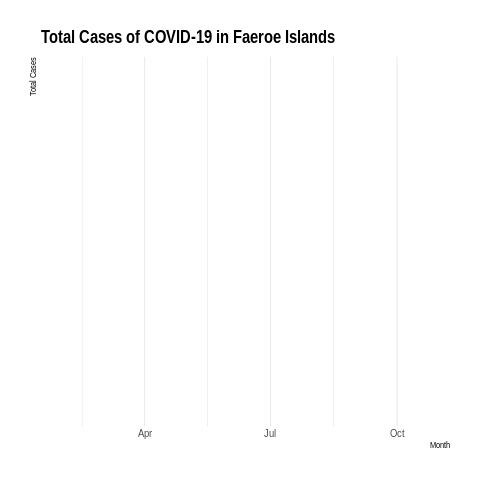 Total Cases of COVID-19 in Faeroe Islands
Total Cases
Apr Jul Oct
Month